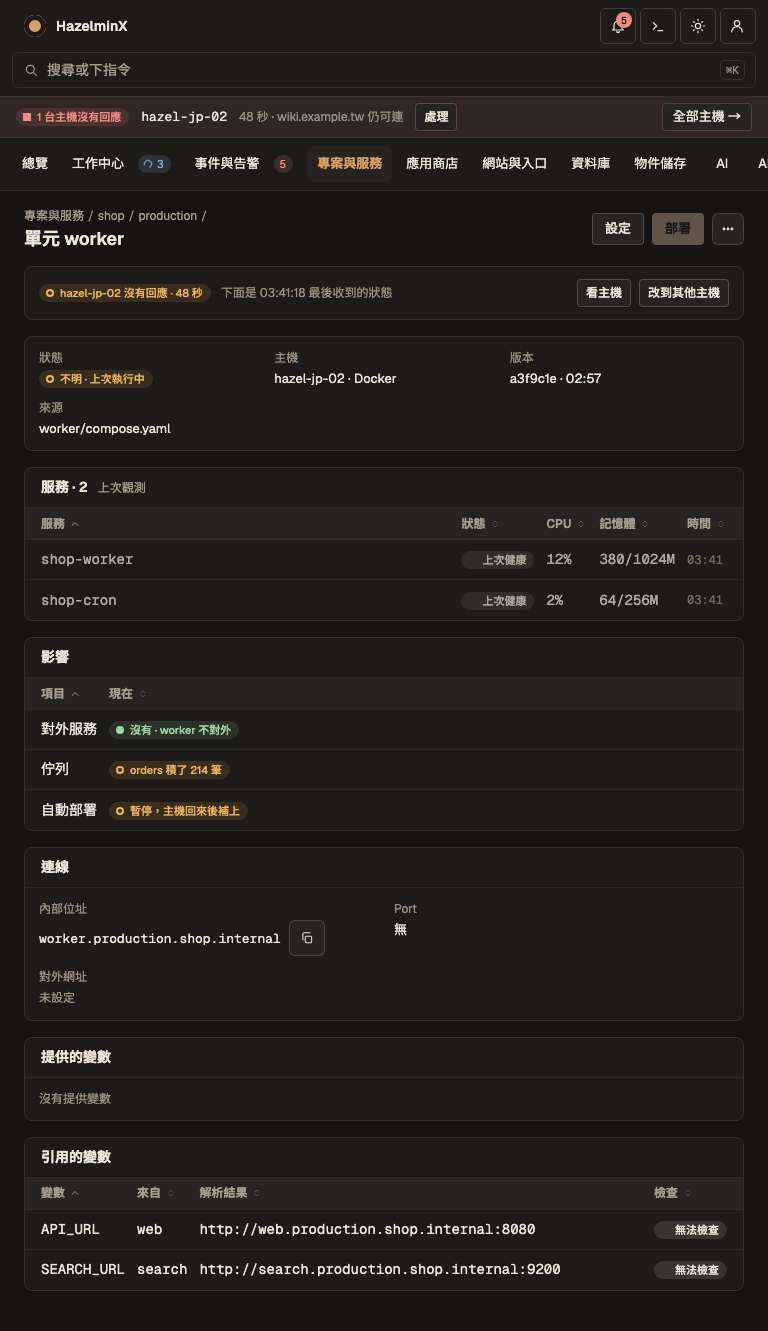 HazelminX
5
搜尋或下指令
⌘K
1 台主機沒有回應
hazel-jp-02
48 秒 · wiki.example.tw 仍可連
處理
全部主機 →
總覽
工作中心
3
事件與告警
5
專案與服務
應用商店
網站與入口
資料庫
物件儲存
AI
專案與服務 / shop / production /
單元 worker
設定
部署
hazel-jp-02 沒有回應 · 48 秒
下面是 03:41:18 最後收到的狀態
看主機
改到其他主機
狀態
不明 · 上次執行中
主機
hazel-jp-02 · Docker
版本
a3f9c1e · 02:57
來源
worker/compose.yaml
服務 · 2
上次觀測
服務 狀態 CPU 記憶體 時間
shop-worker 上次健康 12% 380/1024M 03:41
shop-cron 上次健康 2% 64/256M 03:41
影響
項目 現在
對外服務 沒有 · worker 不對外
佇列 orders 積了 214 筆
自動部署 暫停，主機回來後補上
連線
內部位址
worker.production.shop.internal
Port
無
對外網址
未設定
提供的變數
沒有提供變數
引用的變數
變數 來自 解析結果 檢查
API_URL web http://web.production.shop.internal:8080 無法檢查
SEARCH_URL search http://search.production.shop.internal:9200 無法檢查